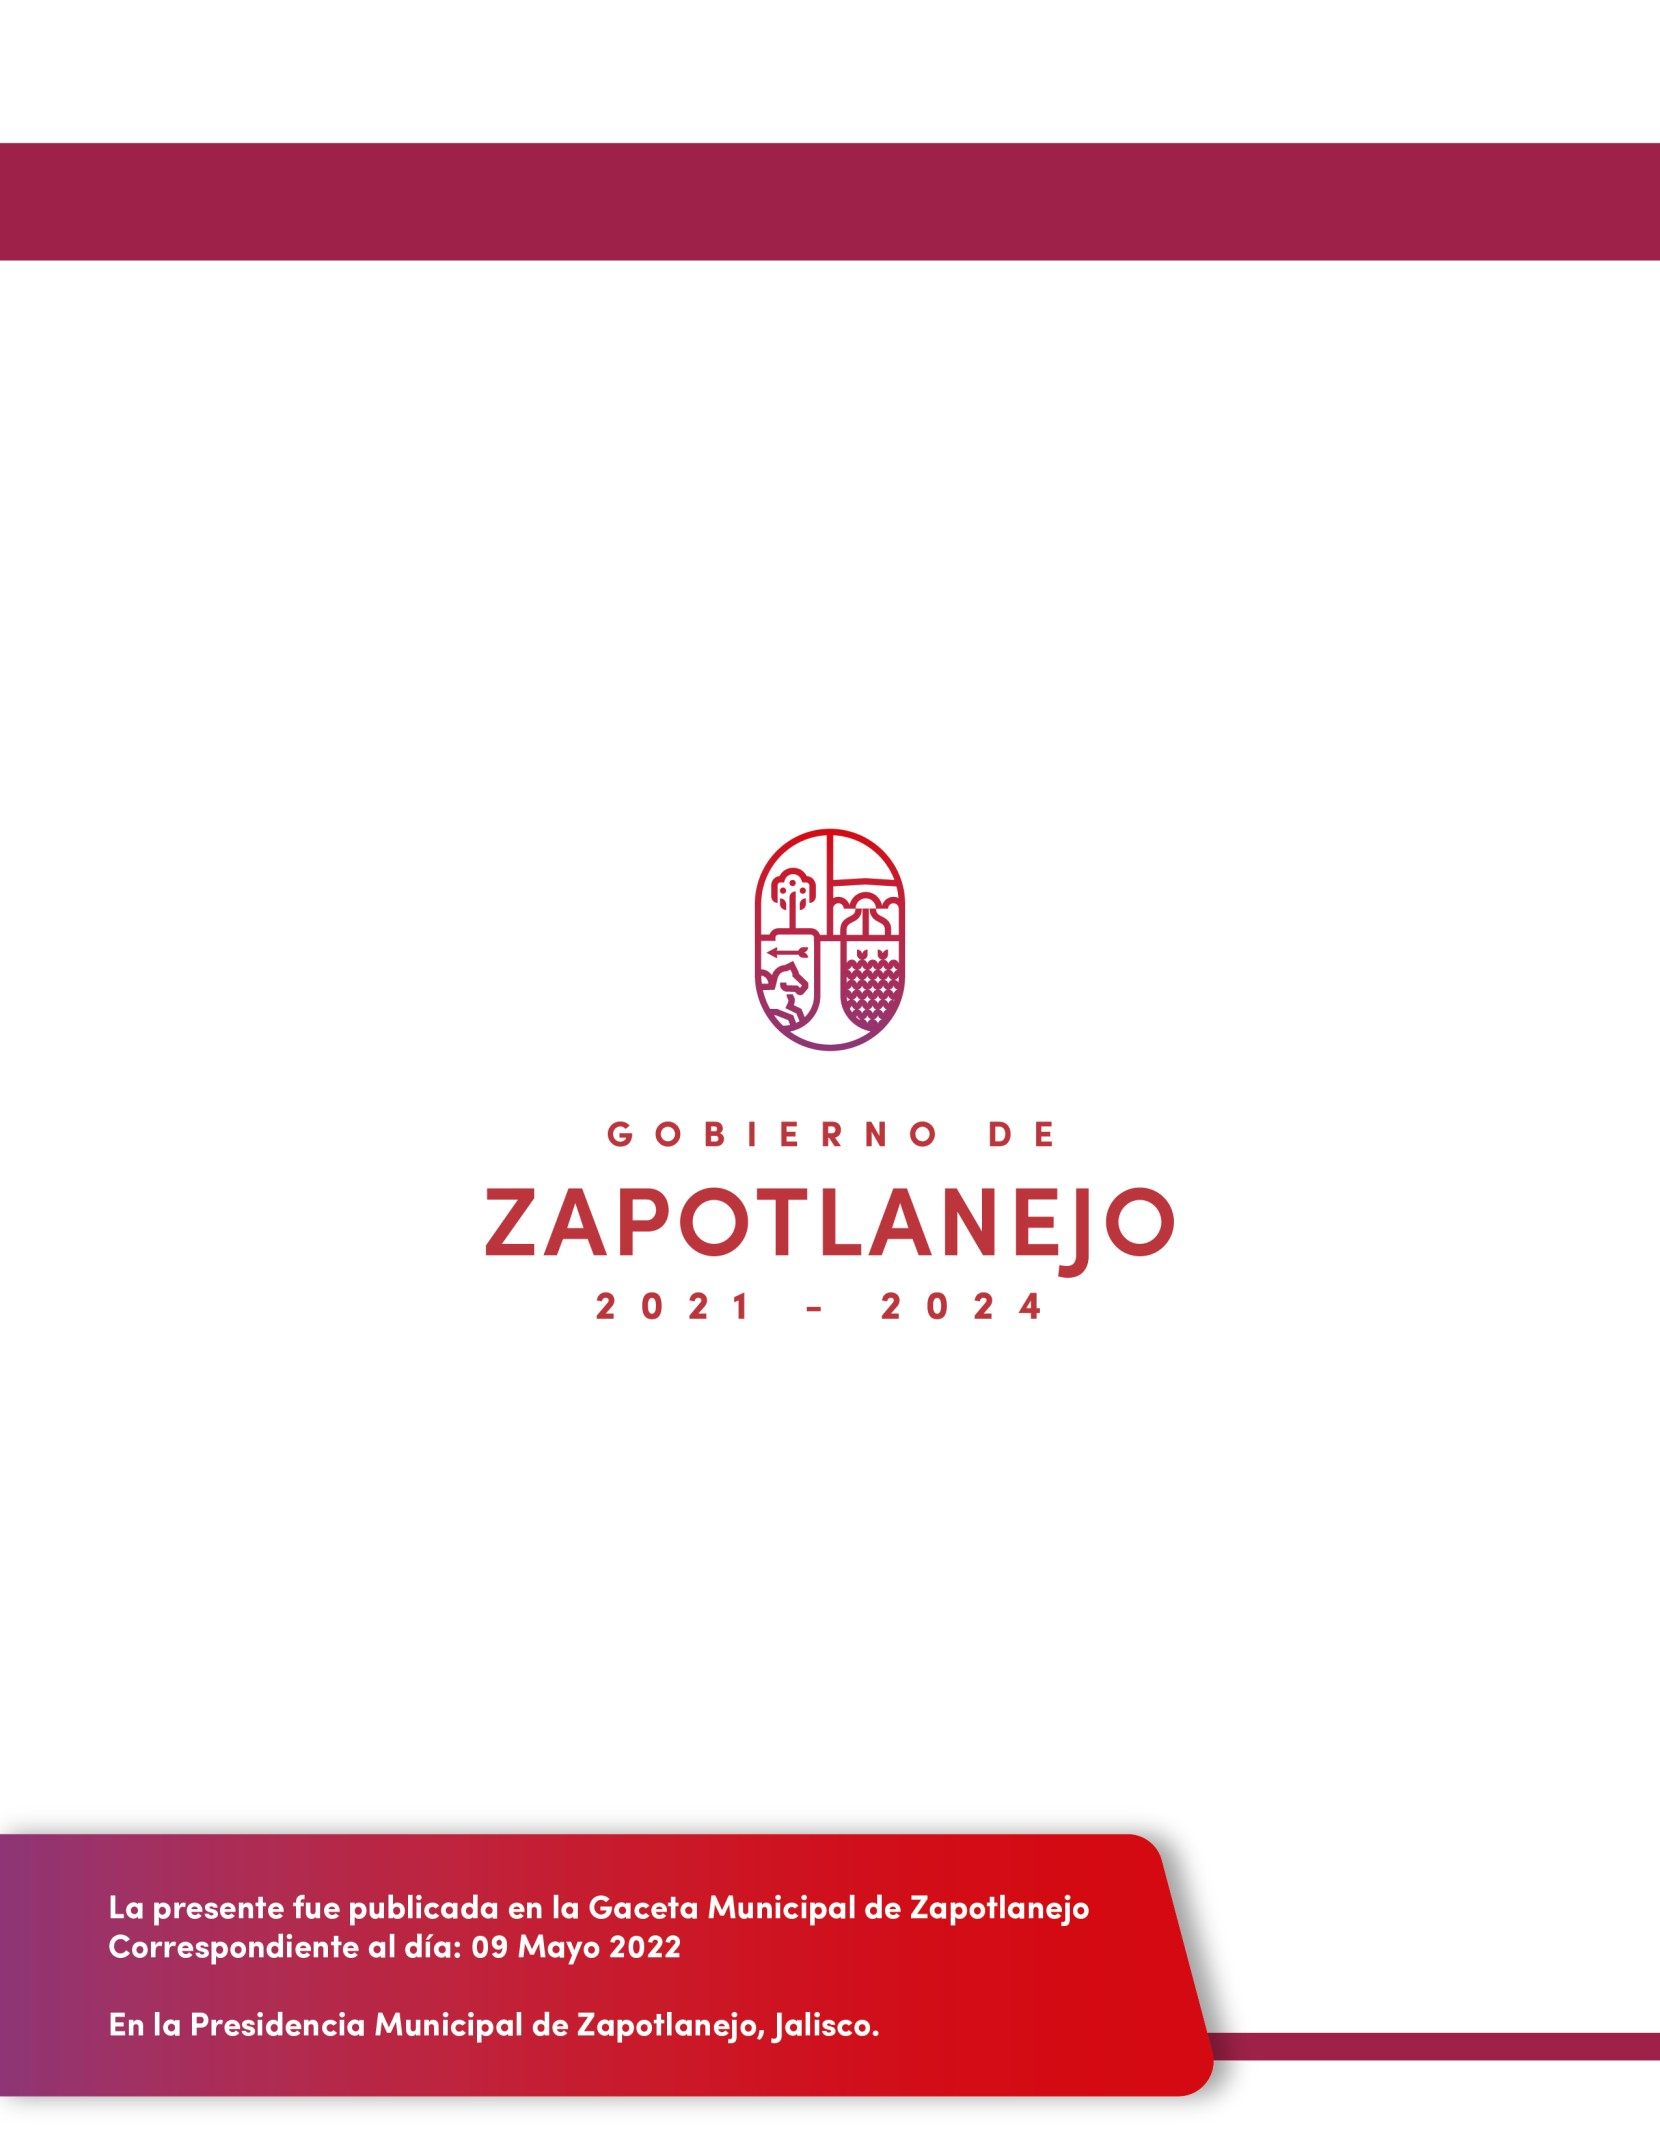 GOBIERNO DE
ZAPOTLANEJO
2021 - 2024
La presente fue publicada en la Gaceta Municipal de Zapotlanejo
Correspondiente al día: 09 Mayo 2022
En la Presidencia Municipal de Zapotlanejo, Jalisco.